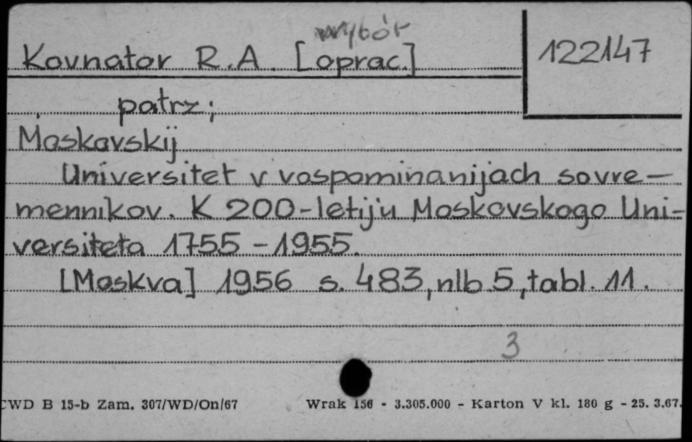 wybór
Kovnator R.A. [oprac.] 122147
patrz;
Moskovskij
Universitet v vospominanijach sovre-
mennikov. K 200-letiju Moskovskogo Uni-
versiteta 1755-1955.
[Moskva] 1956 s. 483, nlb.5, tabl. 11.
3
CWD B 15-b Zam. 307/WD/On/67 Wrak 156 - 3.305.000 - Karton V kl. 180 g - 25. 3.67.